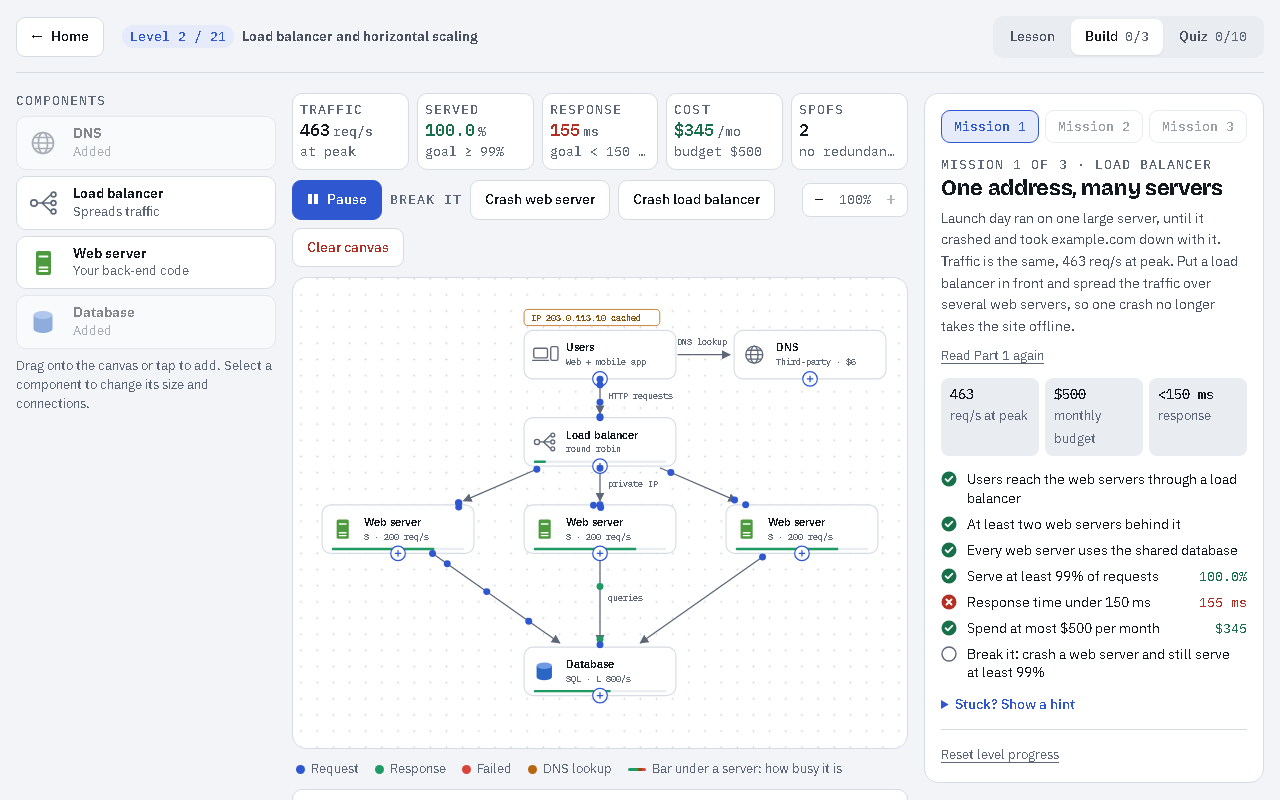 ← Home
Level 2 / 21
Load balancer and horizontal scaling
Lesson
Build 0/3
Quiz 0/10
COMPONENTS
DNS
Added
Load balancer
Spreads traffic
Web server
Your back-end code
Database
Added
Drag onto the canvas or tap to add. Select a
component to change its size and
connections.
TRAFFIC
463 req/s
at peak
SERVED
100.0 %
goal ≥ 99%
RESPONSE
155 ms
goal < 150 …
COST
$345 /mo
budget $500
SPOFS
2
no redundan…
Pause
BREAK IT
Crash web server
Crash load balancer
− 100% +
Clear canvas
IP 203.0.113.10 cached
Users
Web + mobile app
DNS lookup
DNS
Third-party · $6
HTTP requests
Load balancer
round robin
private IP
Web server
S · 200 req/s
Web server
S · 200 req/s
Web server
S · 200 req/s
queries
Database
SQL · L 800/s
Request
Response
Failed
DNS lookup
Bar under a server: how busy it is
Mission 1
Mission 2
Mission 3
MISSION 1 OF 3 · LOAD BALANCER
One address, many servers
Launch day ran on one large server, until it
crashed and took example.com down with it.
Traffic is the same, 463 req/s at peak. Put a load
balancer in front and spread the traffic over
several web servers, so one crash no longer
takes the site offline.
Read Part 1 again
463
req/s at peak
$500
monthly
budget
<150 ms
response
Users reach the web servers through a load
balancer
At least two web servers behind it
Every web server uses the shared database
Serve at least 99% of requests 100.0%
Response time under 150 ms 155 ms
Spend at most $500 per month $345
Break it: crash a web server and still serve
at least 99%
Stuck? Show a hint
Reset level progress